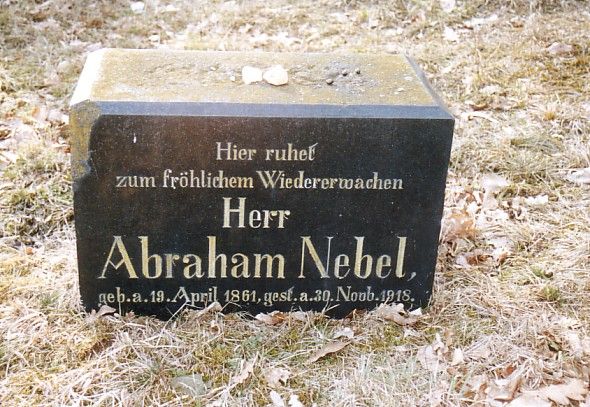 Hier ruhet
zum fröhlichem Wiedererwachen
Herr
Abraham Nebel,
geb. a. 19. April 1861, gest. a. 30. Novb. 1918.